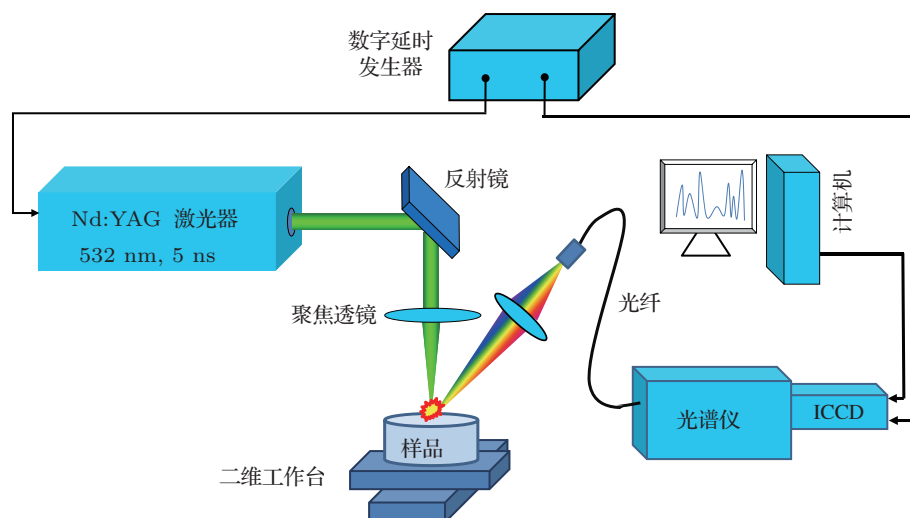 数字延时
发生器
反射镜
Nd:YAG 激光器
532 nm, 5 ns
计算机
聚焦透镜
光纤
光谱仪
ICCD
样品
二维工作台